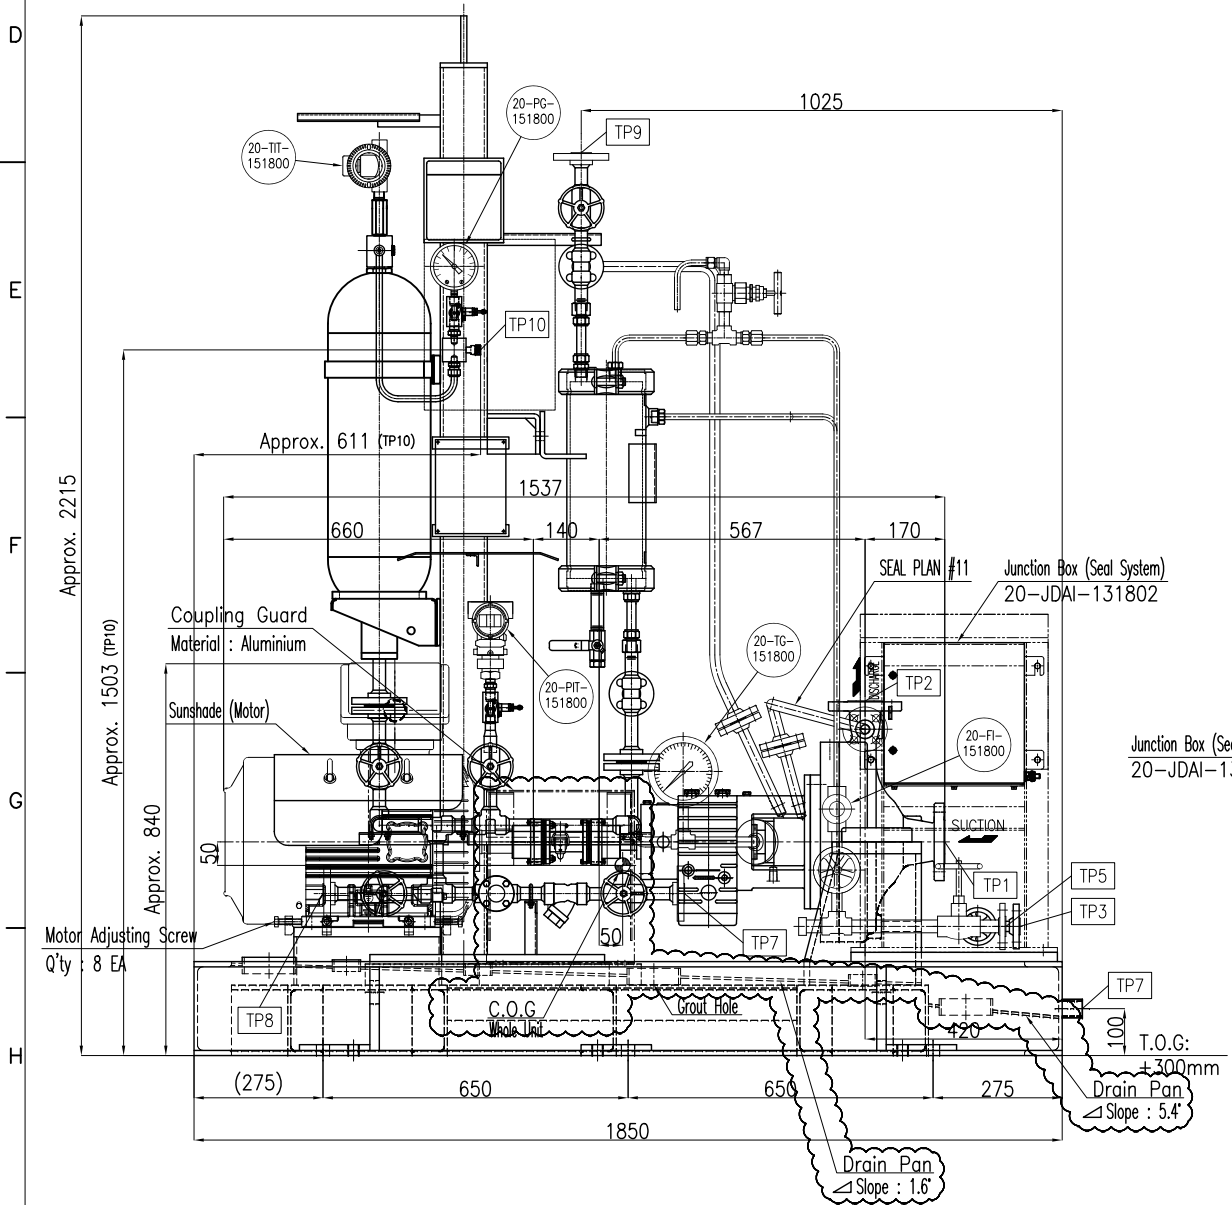 D
E
F
G
H
20-TIT-
151800
20-PG-
151800
TP9
1025
TP10
Approx. 611 (TP10)
1537
660
140
567
170
Approx. 2215
Approx. 1503 (TP10)
Approx. 840
50
SEAL PLAN #11
Junction Box (Seal System)
20-JDAI-131802
Coupling Guard
Material : Aluminium
20-TG-
151800
20-PIT-
151800
DISCHARGE
TP2
Sunshade (Motor)
20-FI-
151800
Junction Box (Se
20-JDAI-13
SUCTION
TP1
TP5
TP3
Motor Adjusting Screw
Q'ty : 8 EA
50
TP7
TP7
TP8
C.O.G
Whole Unit
Grout Hole
420
100
T.O.G:
+300mm
(275)
650
650
275
Drain Pan
Slope : 5.4°
1850
Drain Pan
Slope : 1.6°